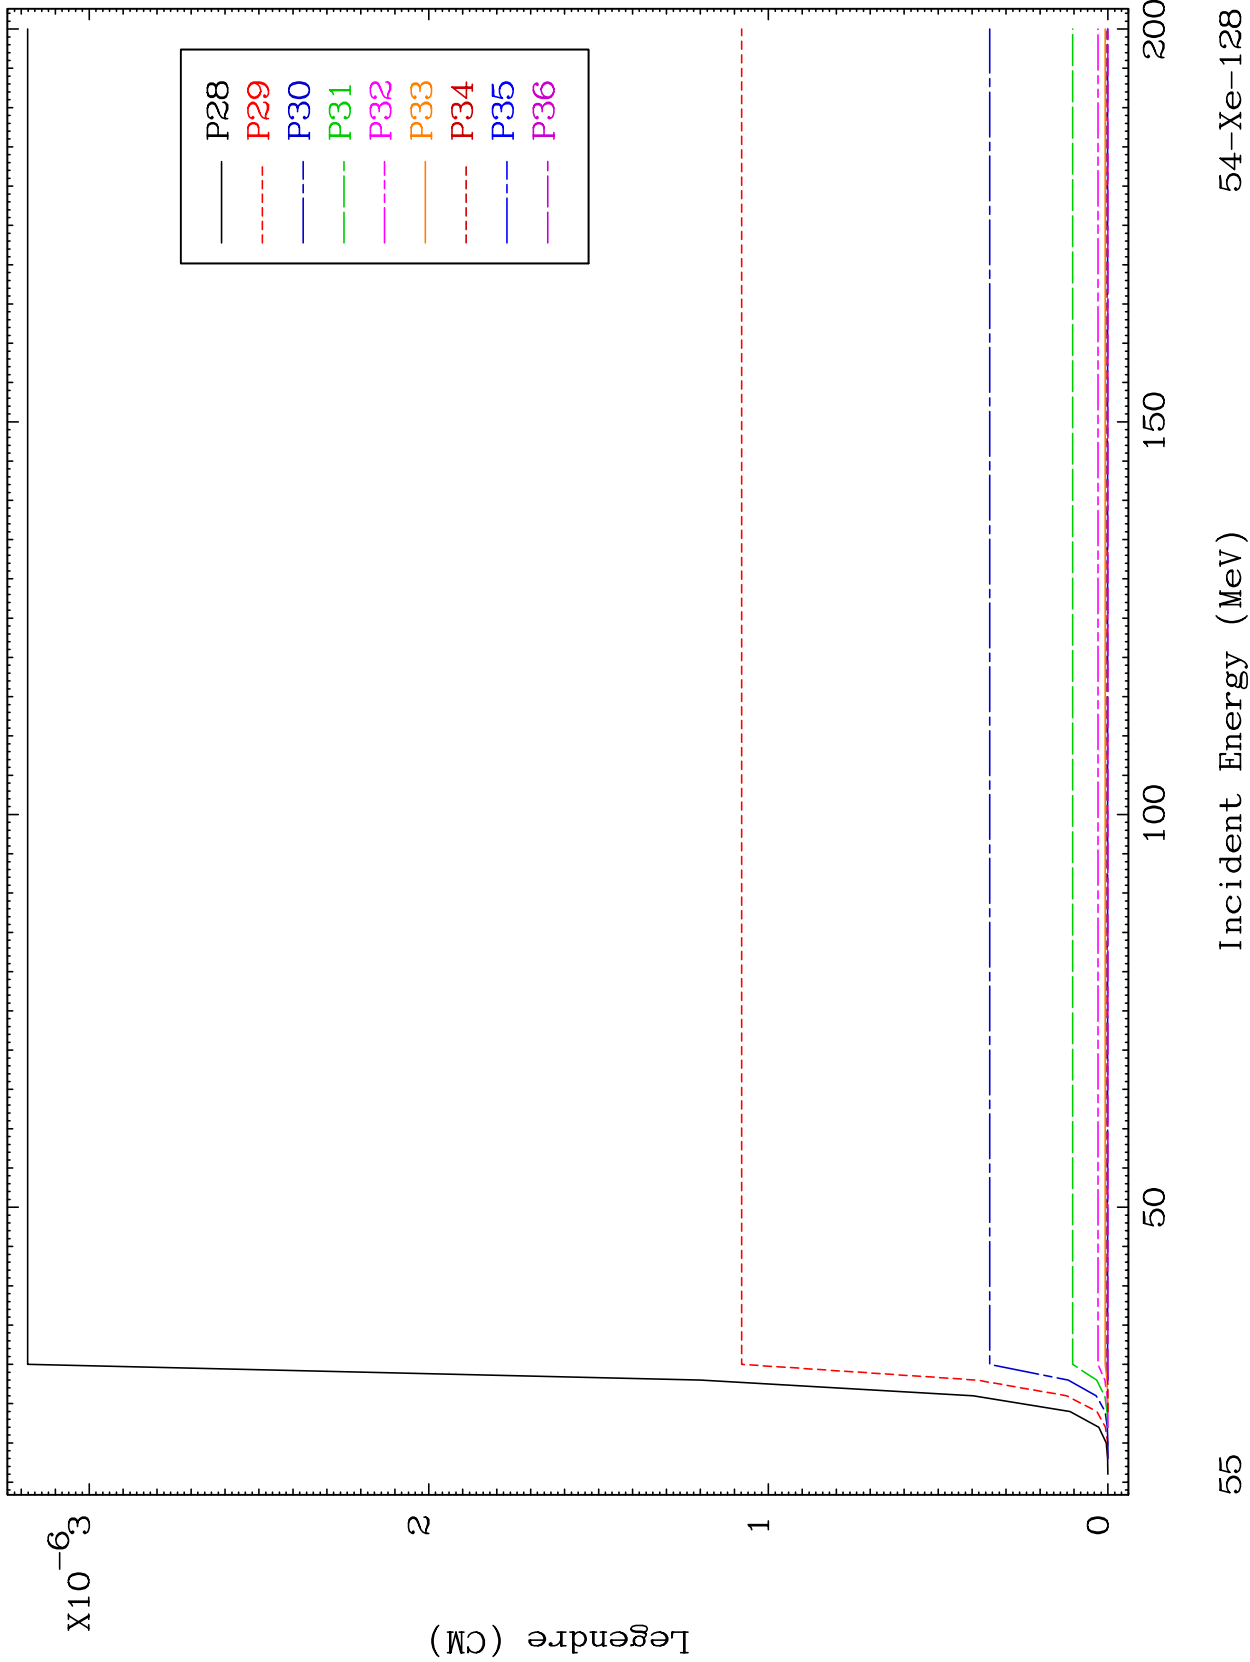 X10-6
3
2
1
0
Legendre (CM)
P28
P29
P30
P31
P32
P33
P34
P35
P36
50
100
150
200
Incident Energy (MeV)
55
54-Xe-128